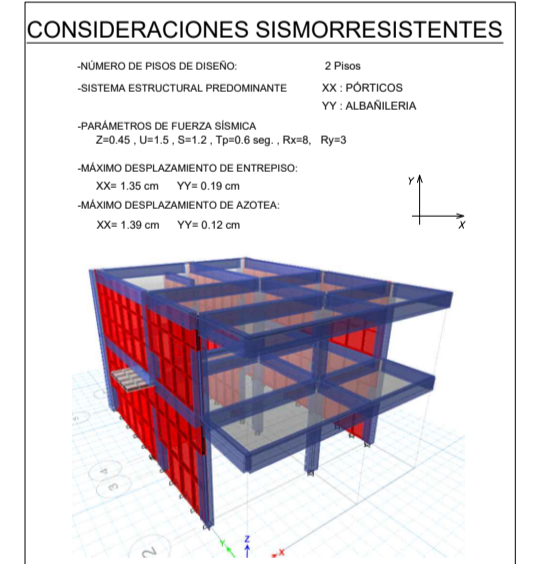 CONSIDERACIONES SISMORRESISTENTES
-NÚMERO DE PISOS DE DISEÑO: 2 Pisos
-SISTEMA ESTRUCTURAL PREDOMINANTE XX : PÓRTICOS
YY : ALBAÑILERIA
-PARÁMETROS DE FUERZA SÍSMICA
Z=0.45 , U=1.5 , S=1.2 , Tp=0.6 seg. , Rx=8, Ry=3
-MÁXIMO DESPLAZAMIENTO DE ENTREPISO:
XX= 1.35 cm YY= 0.19 cm
-MÁXIMO DESPLAZAMIENTO DE AZOTEA:
XX= 1.39 cm YY= 0.12 cm
Y
X
4
3
2
Z
Y
X